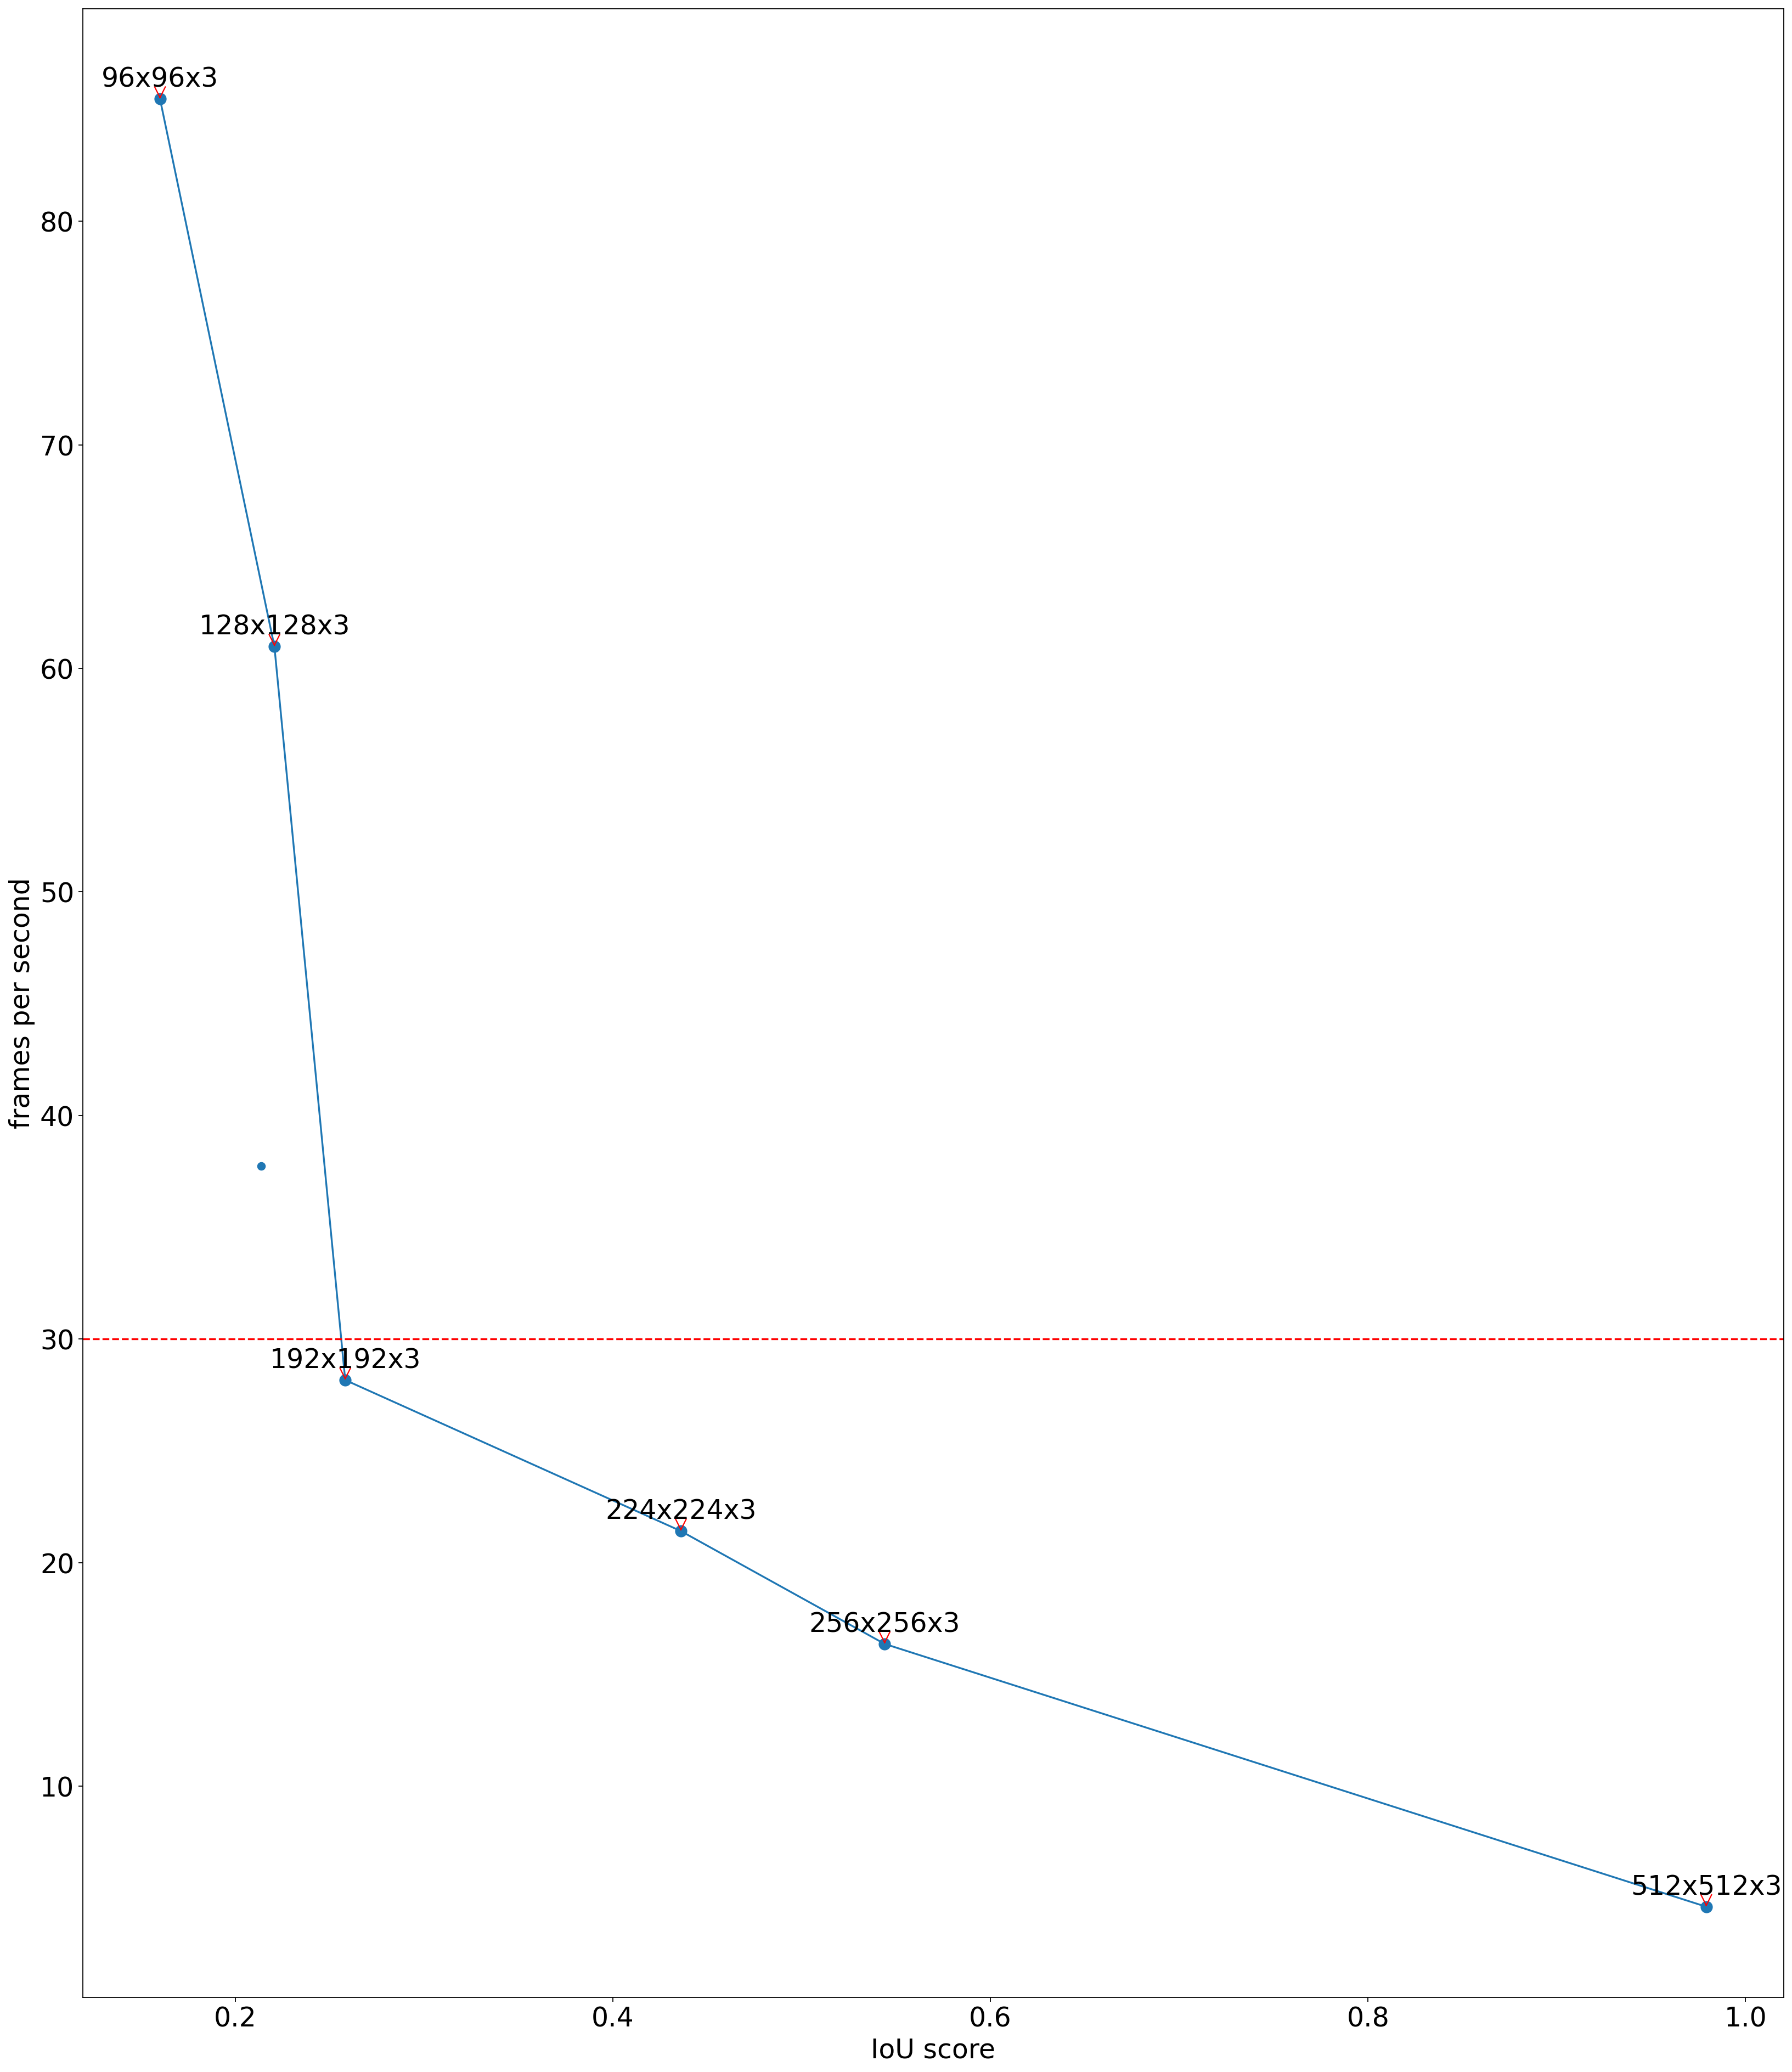 96x96x3
80
70
128x128x3
60
50
frames per second
40
30
192x192x3
224x224x3
20
256x256x3
10
512x512x3
0.2 0.4 0.6 0.8 1.0
IoU score